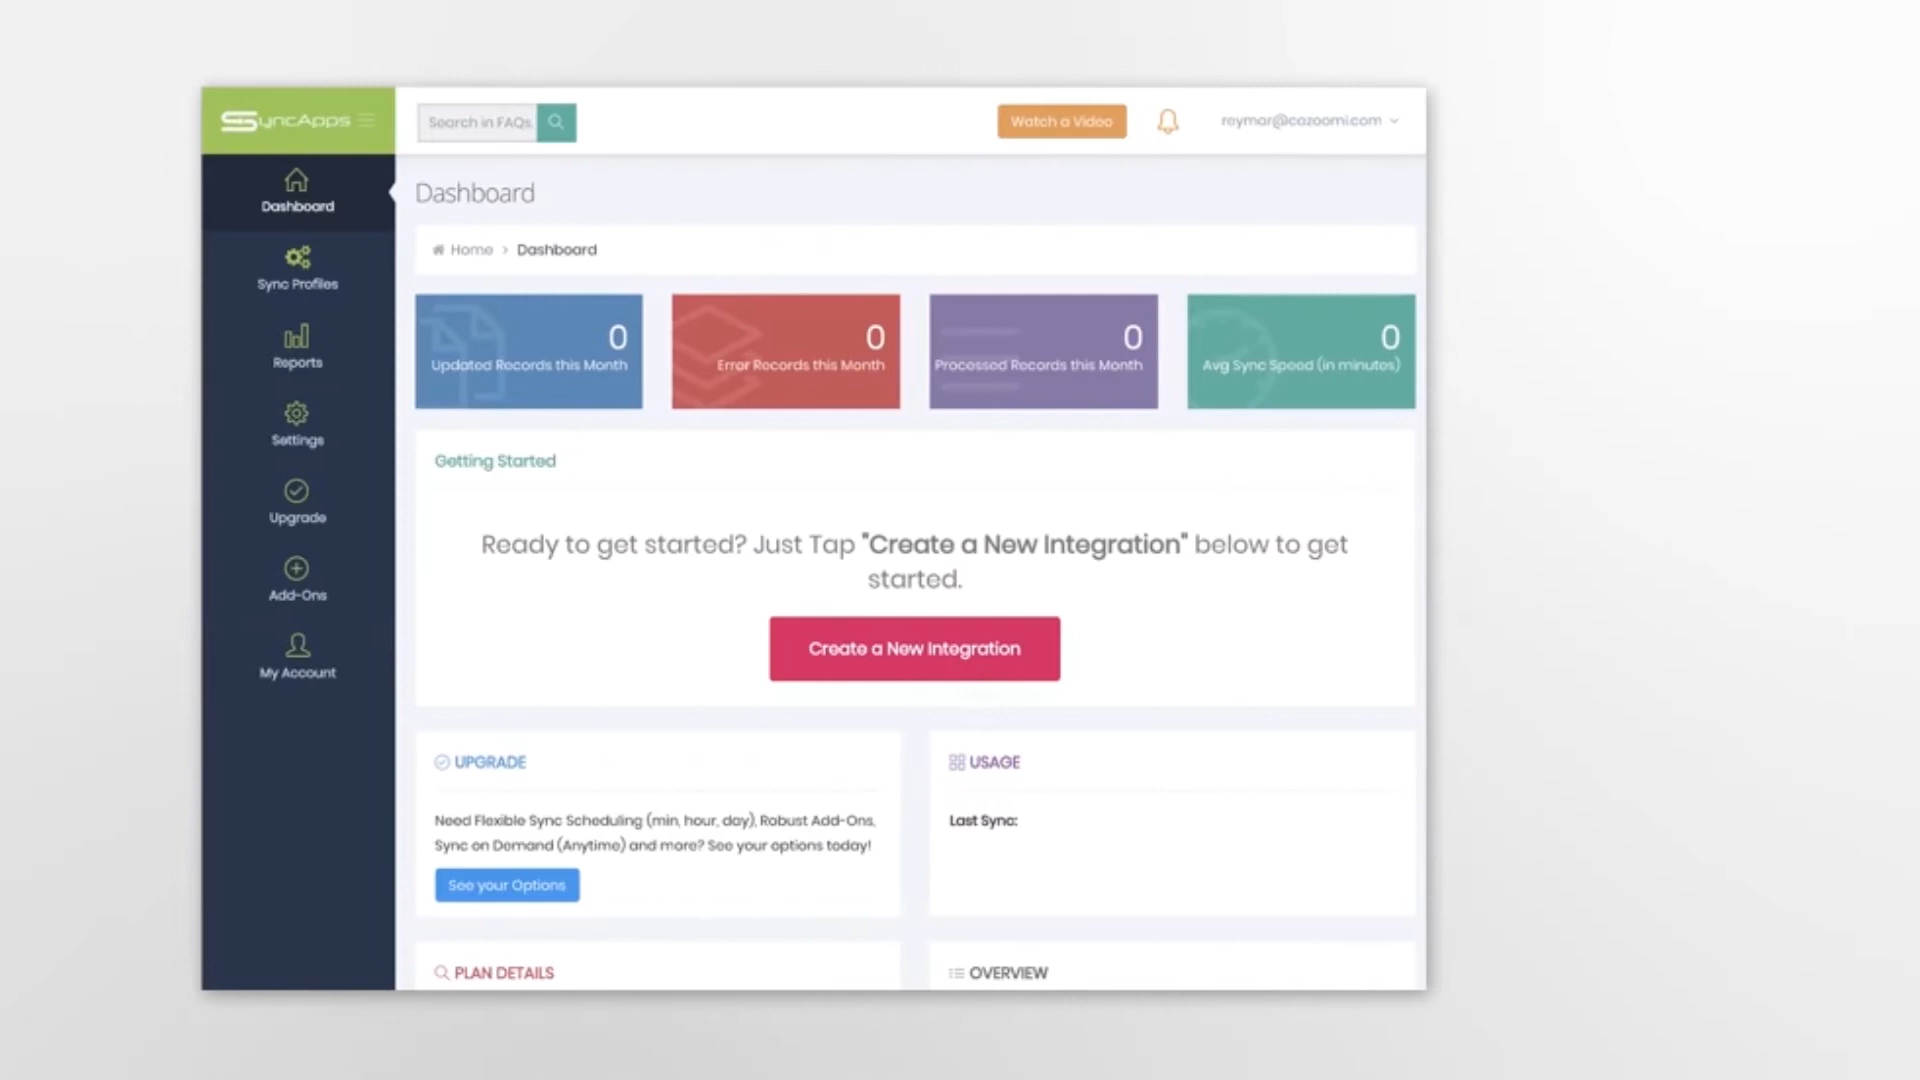 SyncApps
Search in FAQs.
Watch a Video
reymar@cazoomi.com
Dashboard
Sync Profiles
Reports
Settings
Upgrade
Add-Ons
My Account
Dashboard
Home > Dashboard
0
Updated Records this Month
0
Error Records this Month
0
Processed Records this Month
0
Avg Sync Speed (in minutes)
Getting Started
Ready to get started? Just Tap "Create a New Integration" below to get
started.
Create a New Integration
UPGRADE
Need Flexible Sync Scheduling (min, hour, day), Robust Add-Ons,
Sync on Demand (Anytime) and more? See your options today!
See your Options
USAGE
Last Sync:
PLAN DETAILS
OVERVIEW